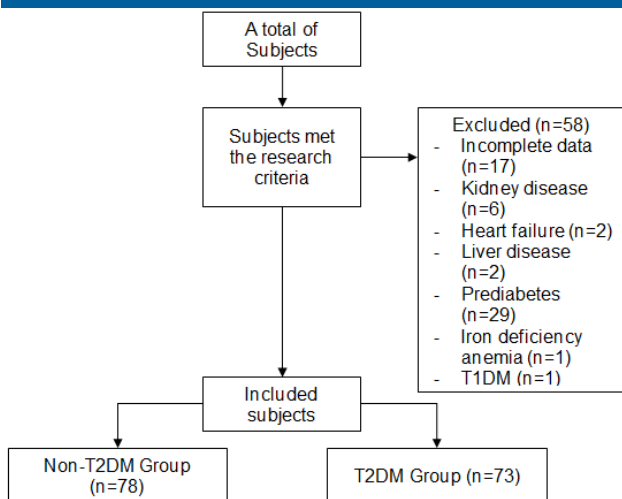 A total of
Subjects
Subjects met
the research
criteria
Excluded (n=58)
- Incomplete data
(n=17)
- Kidney disease
(n=6)
- Heart failure (n=2)
- Liver disease
(n=2)
- Prediabetes
(n=29)
- Iron deficiency
anemia (n=1)
- T1DM (n=1)
Included
subjects
Non-T2DM Group
(n=78)
T2DM Group (n=73)